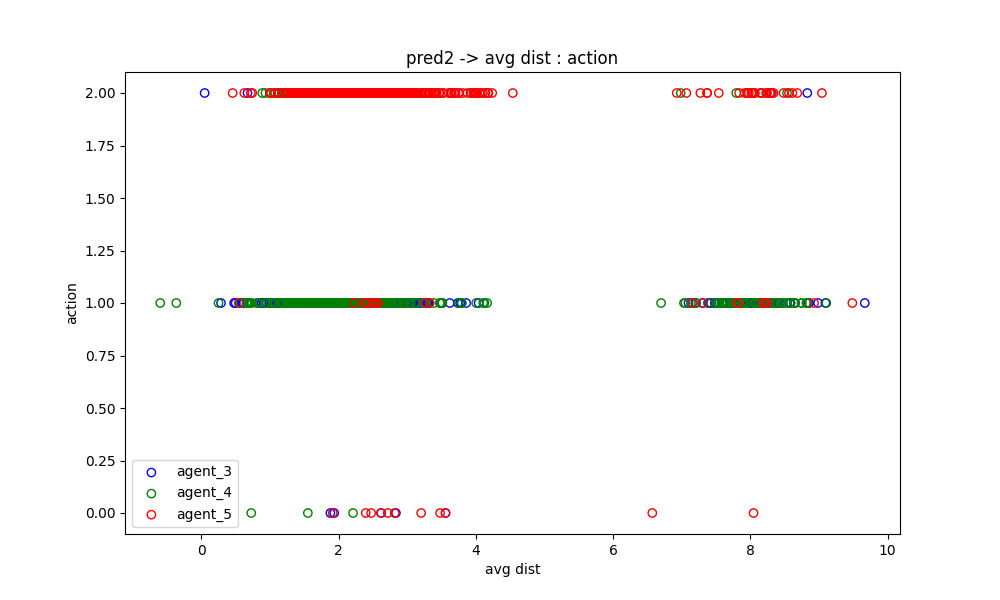 pred2 -> avg dist : action
action
2.00
1.75
1.50
1.25
1.00
0.75
0.50
0.25
0.00
agent_3
agent_4
agent_5
0 2 4 6 8 10
avg dist